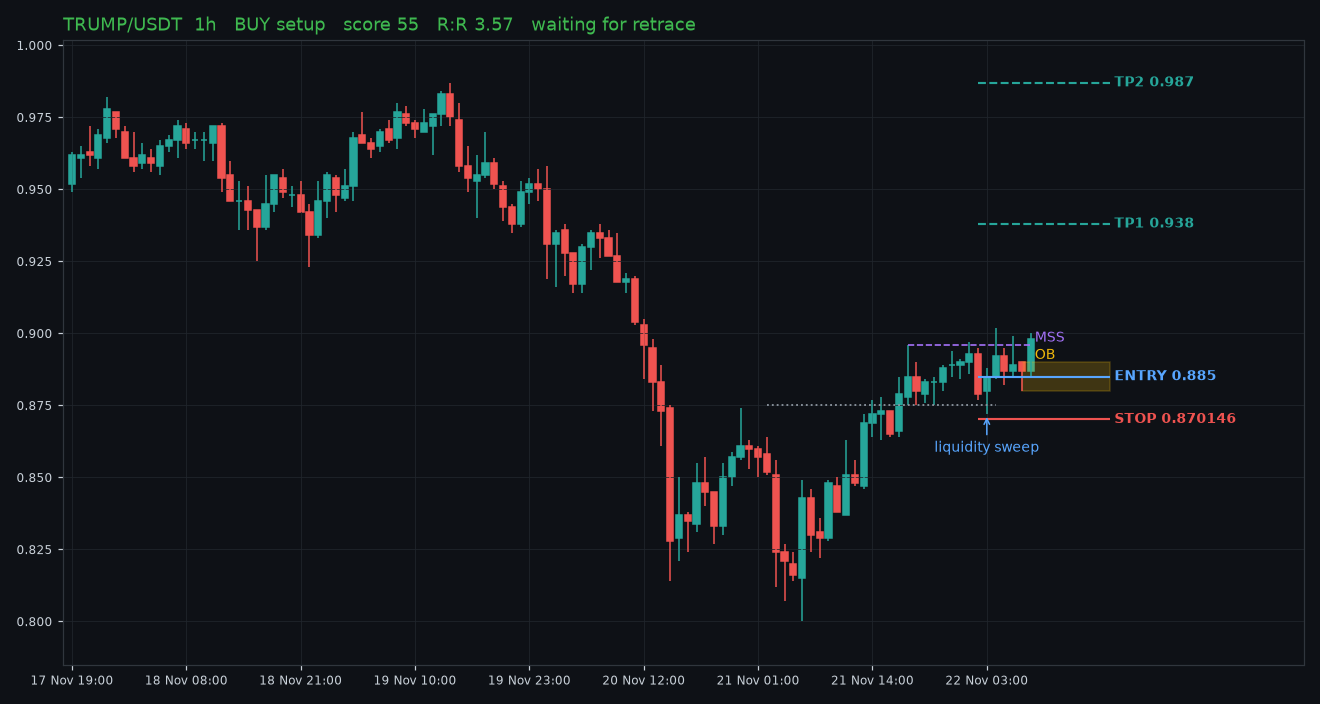 TRUMP/USDT 1h BUY setup score 55 R:R 3.57 waiting for retrace
1.000
0.975
0.950
0.925
0.900
0.875
0.850
0.825
0.800
TP2 0.987
TP1 0.938
MSS
OB
ENTRY 0.885
STOP 0.870146
liquidity sweep
17 Nov 19:00
18 Nov 08:00
18 Nov 21:00
19 Nov 10:00
19 Nov 23:00
20 Nov 12:00
21 Nov 01:00
21 Nov 14:00
22 Nov 03:00